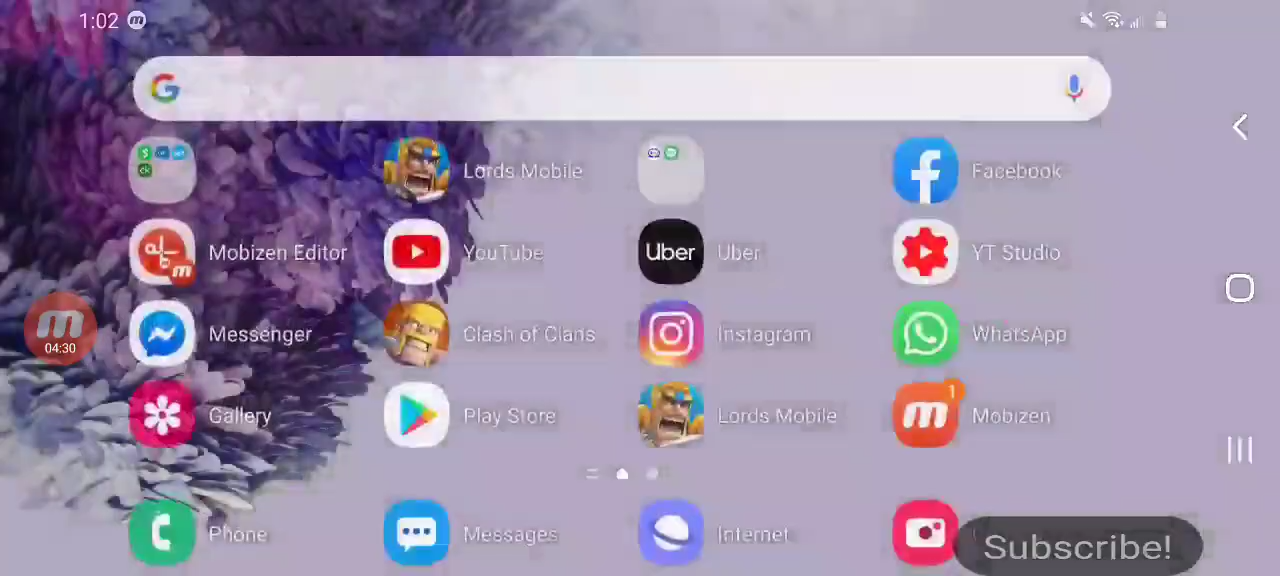 1:02
Lords Mobile
Facebook
Mobizen Editor
YouTube
Uber
Uber
YT Studio
04:30
Messenger
Clash of Clans
Instagram
WhatsApp
Gallery
Play Store
Lords Mobile
1
Mobizen
Phone
Messages
Internet
Subscribe!